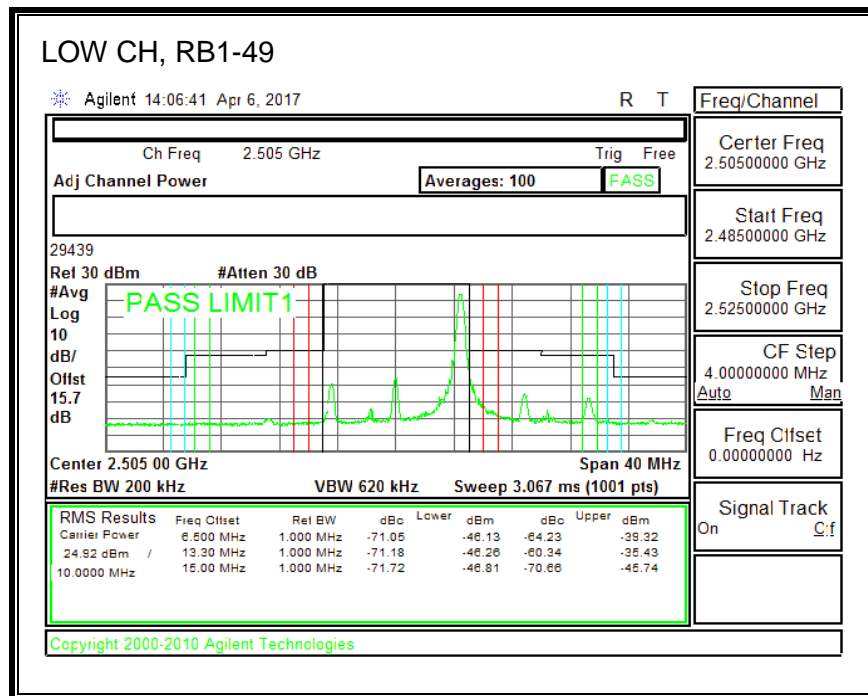 LOW CH, RB1-49
Agilent 14:06:41 Apr 6, 2017 R T
Ch Freq 2.505 GHz Trig Free
Adj Channel Power Averages: 100 PASS
29439
Ref 30 dBm #Atten 30 dB
#Avg
Log
10
dB/
Offst
15.7
dB
PASS LIMIT1
Center 2.505 00 GHz Span 40 MHz
#Res BW 200 kHz VBW 620 kHz Sweep 3.067 ms (1001 pts)
RMS Results Freq Offset Ref BW dBc Lower dBm dBc Upper dBm
Carrier Power 6.500 MHz 1.000 MHz -71.05 -46.13 -64.23 -39.32
24.92 dBm / 13.30 MHz 1.000 MHz -71.18 -46.26 -60.34 -35.43
10.0000 MHz 15.00 MHz 1.000 MHz -71.72 -46.81 -70.66 -45.74
Copyright 2000-2010 Agilent Technologies
Freq/Channel
Center Freq
2.50500000 GHz
Start Freq
2.48500000 GHz
Stop Freq
2.52500000 GHz
CF Step
4.00000000 MHz
Auto Man
Freq Offset
0.00000000 Hz
Signal Track
On Off